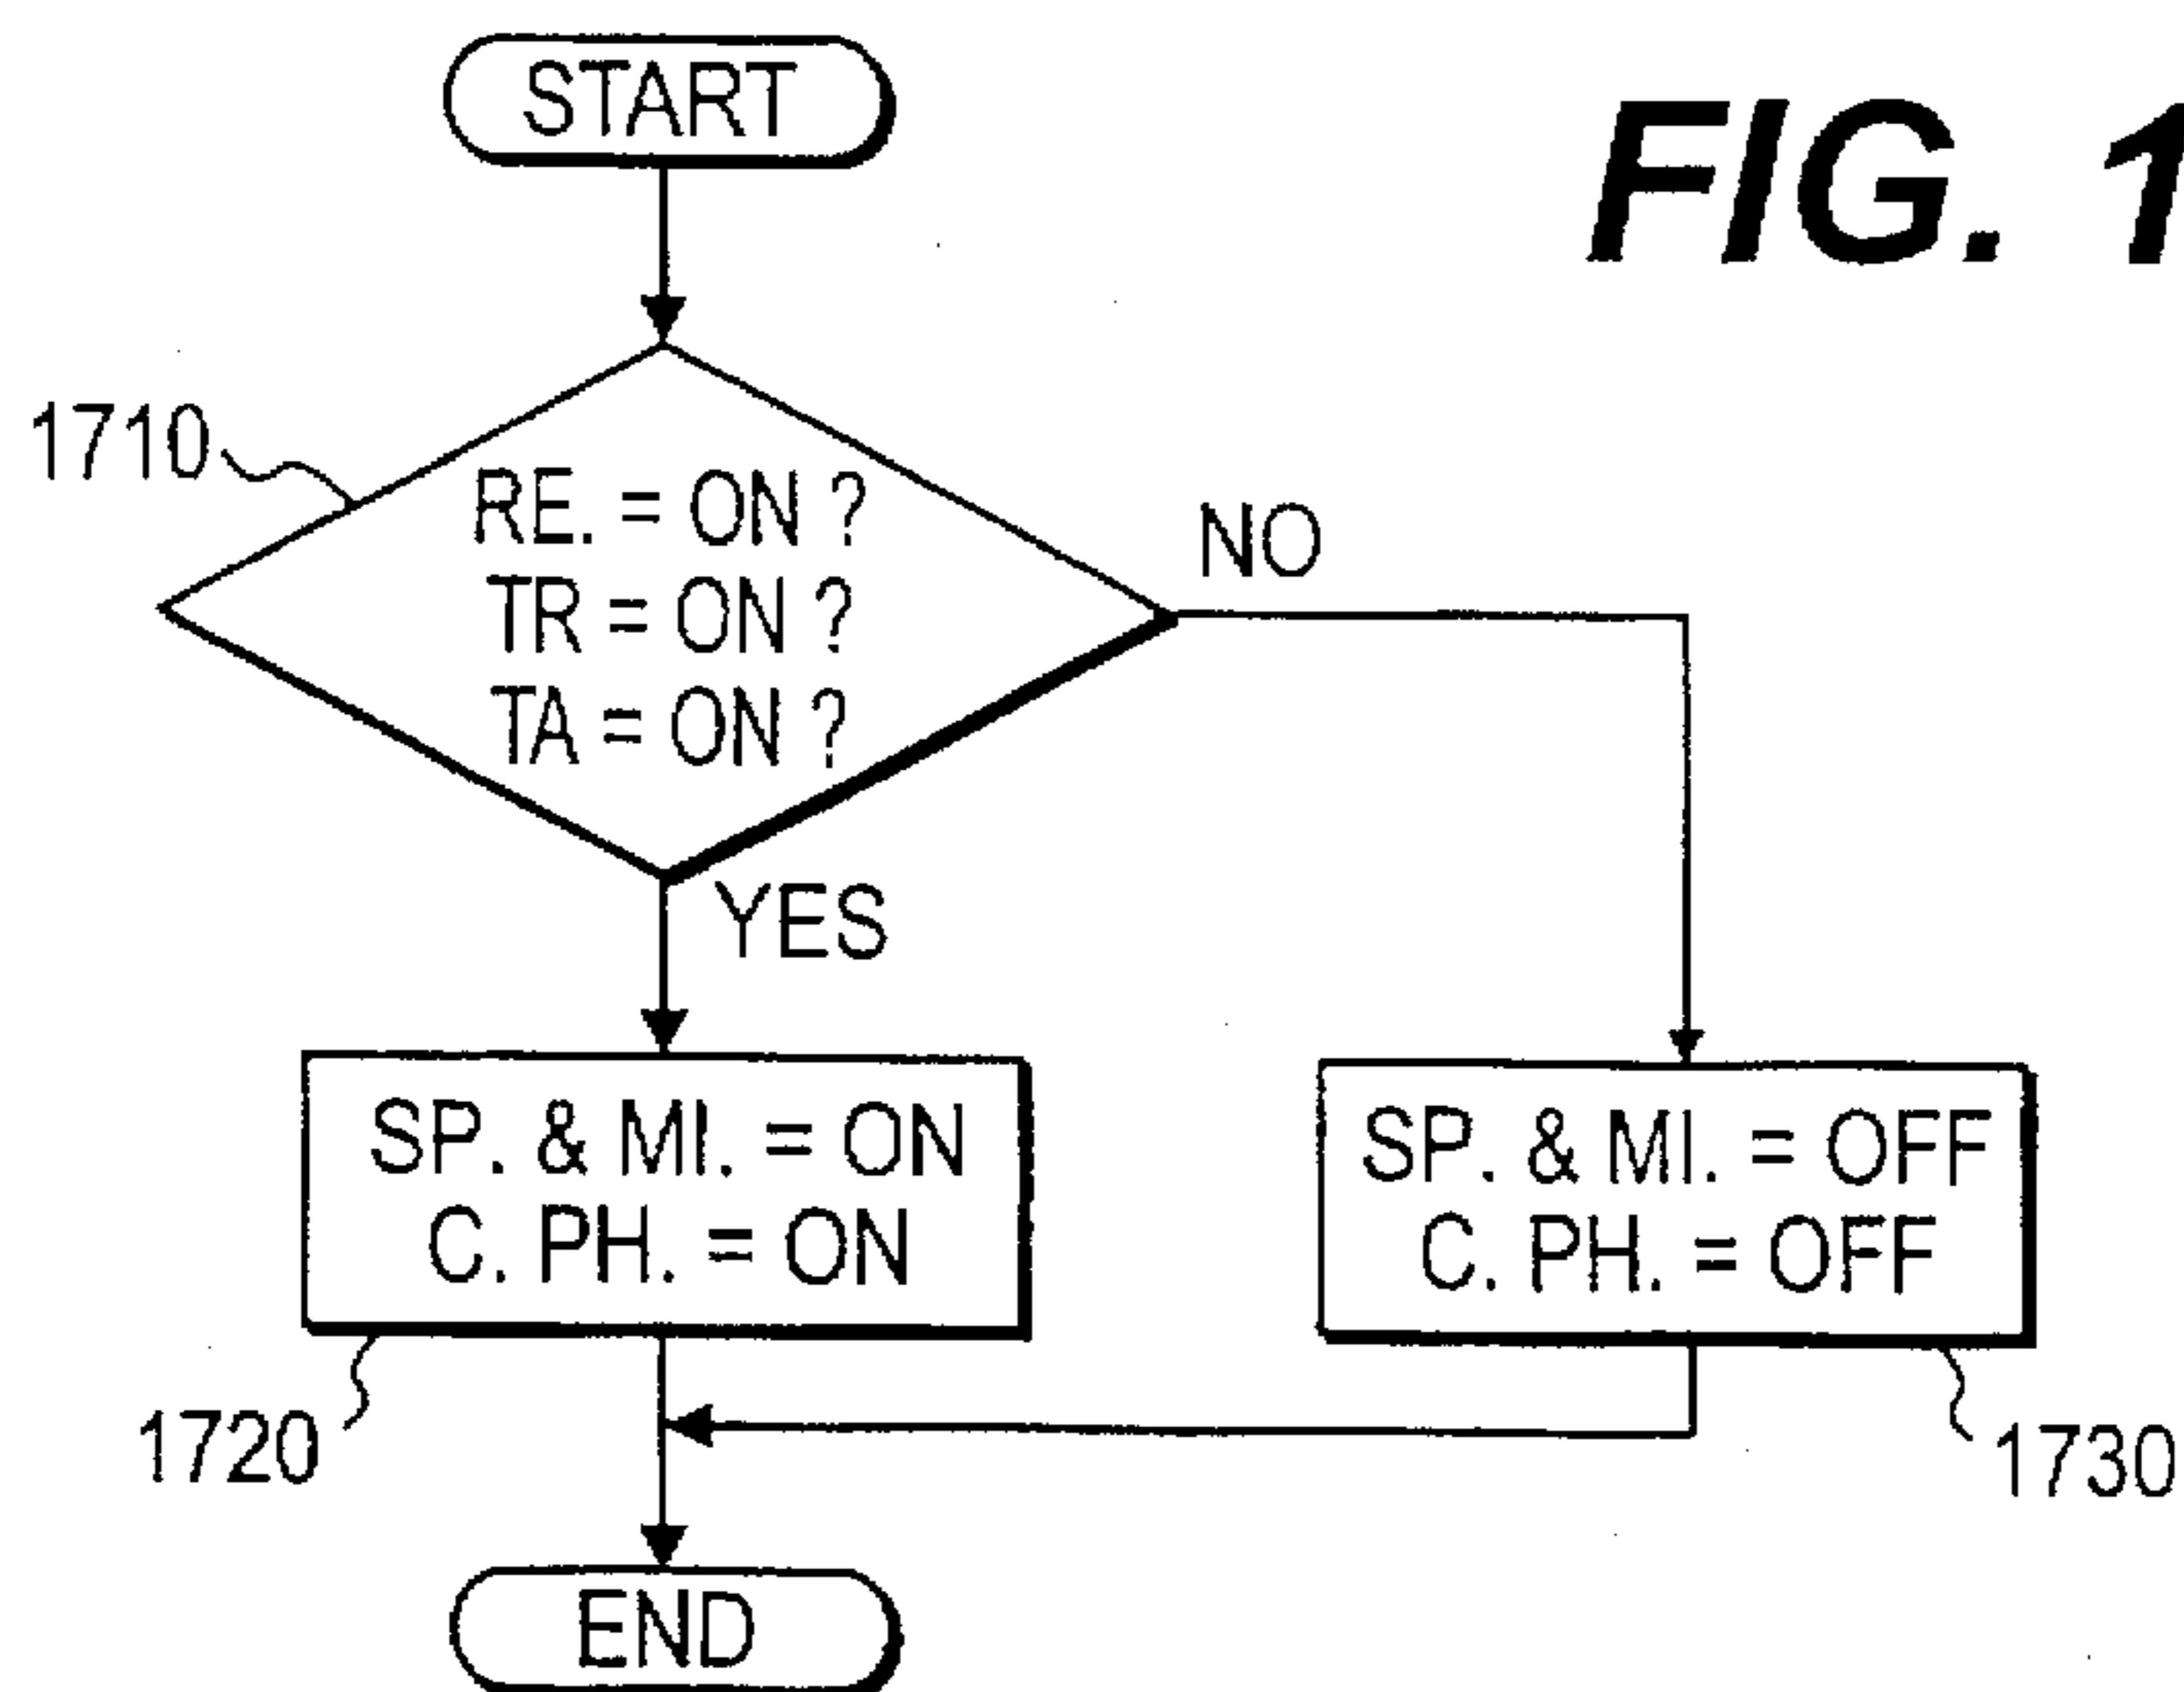 START
FIG. 1
1710
RE. = ON ?
TR = ON ?
TA = ON ?
NO
YES
SP. & MI. = ON
C. PH. = ON
SP. & MI. = OFF
C. PH. = OFF
1720
1730
END